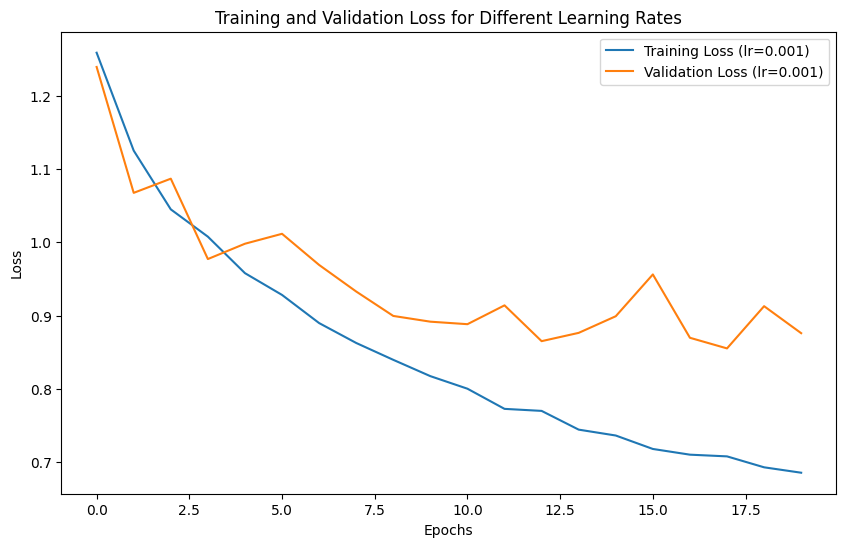 Training and Validation Loss for Different Learning Rates
Training Loss (lr=0.001)
Validation Loss (lr=0.001)
Loss
1.2
1.1
1.0
0.9
0.8
0.7
0.0 2.5 5.0 7.5 10.0 12.5 15.0 17.5
Epochs